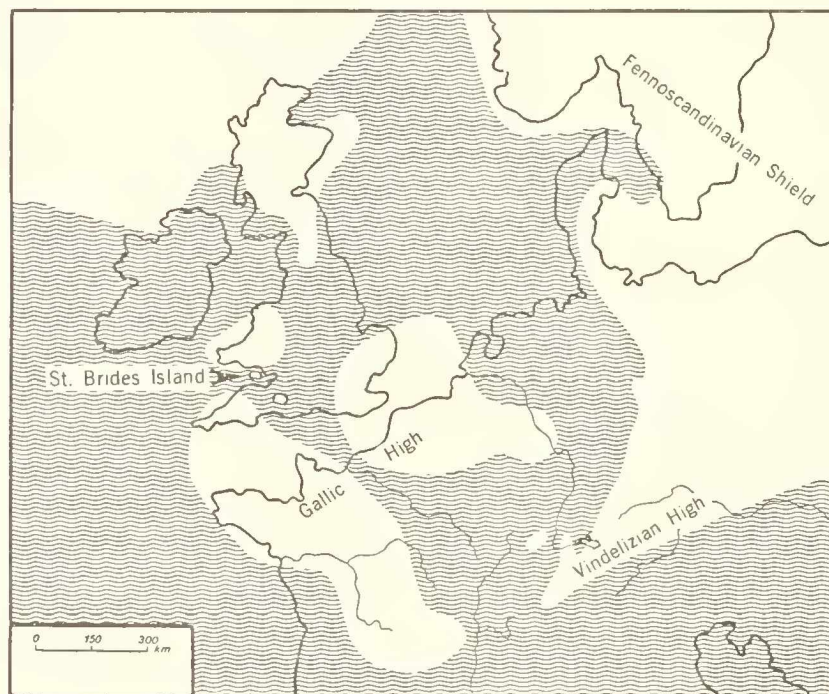 Fennoscandinavian Shield
St. Brides Island
Gallic High
Vindelizian High
0 150 300
km